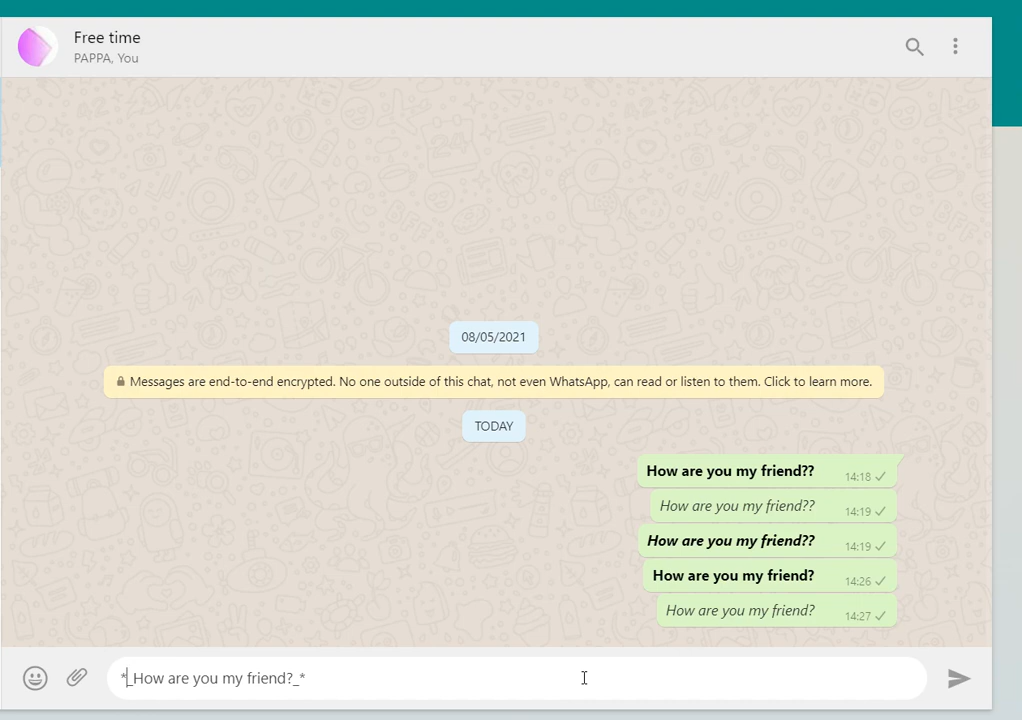 Free time
PAPPA, You
08/05/2021
Messages are end-to-end encrypted. No one outside of this chat, not even WhatsApp, can read or listen to them. Click to learn more.
TODAY
How are you my friend?? 14:18
How are you my friend?? 14:19
How are you my friend?? 14:19
How are you my friend? 14:26
How are you my friend? 14:27
*_How are you my friend?_*